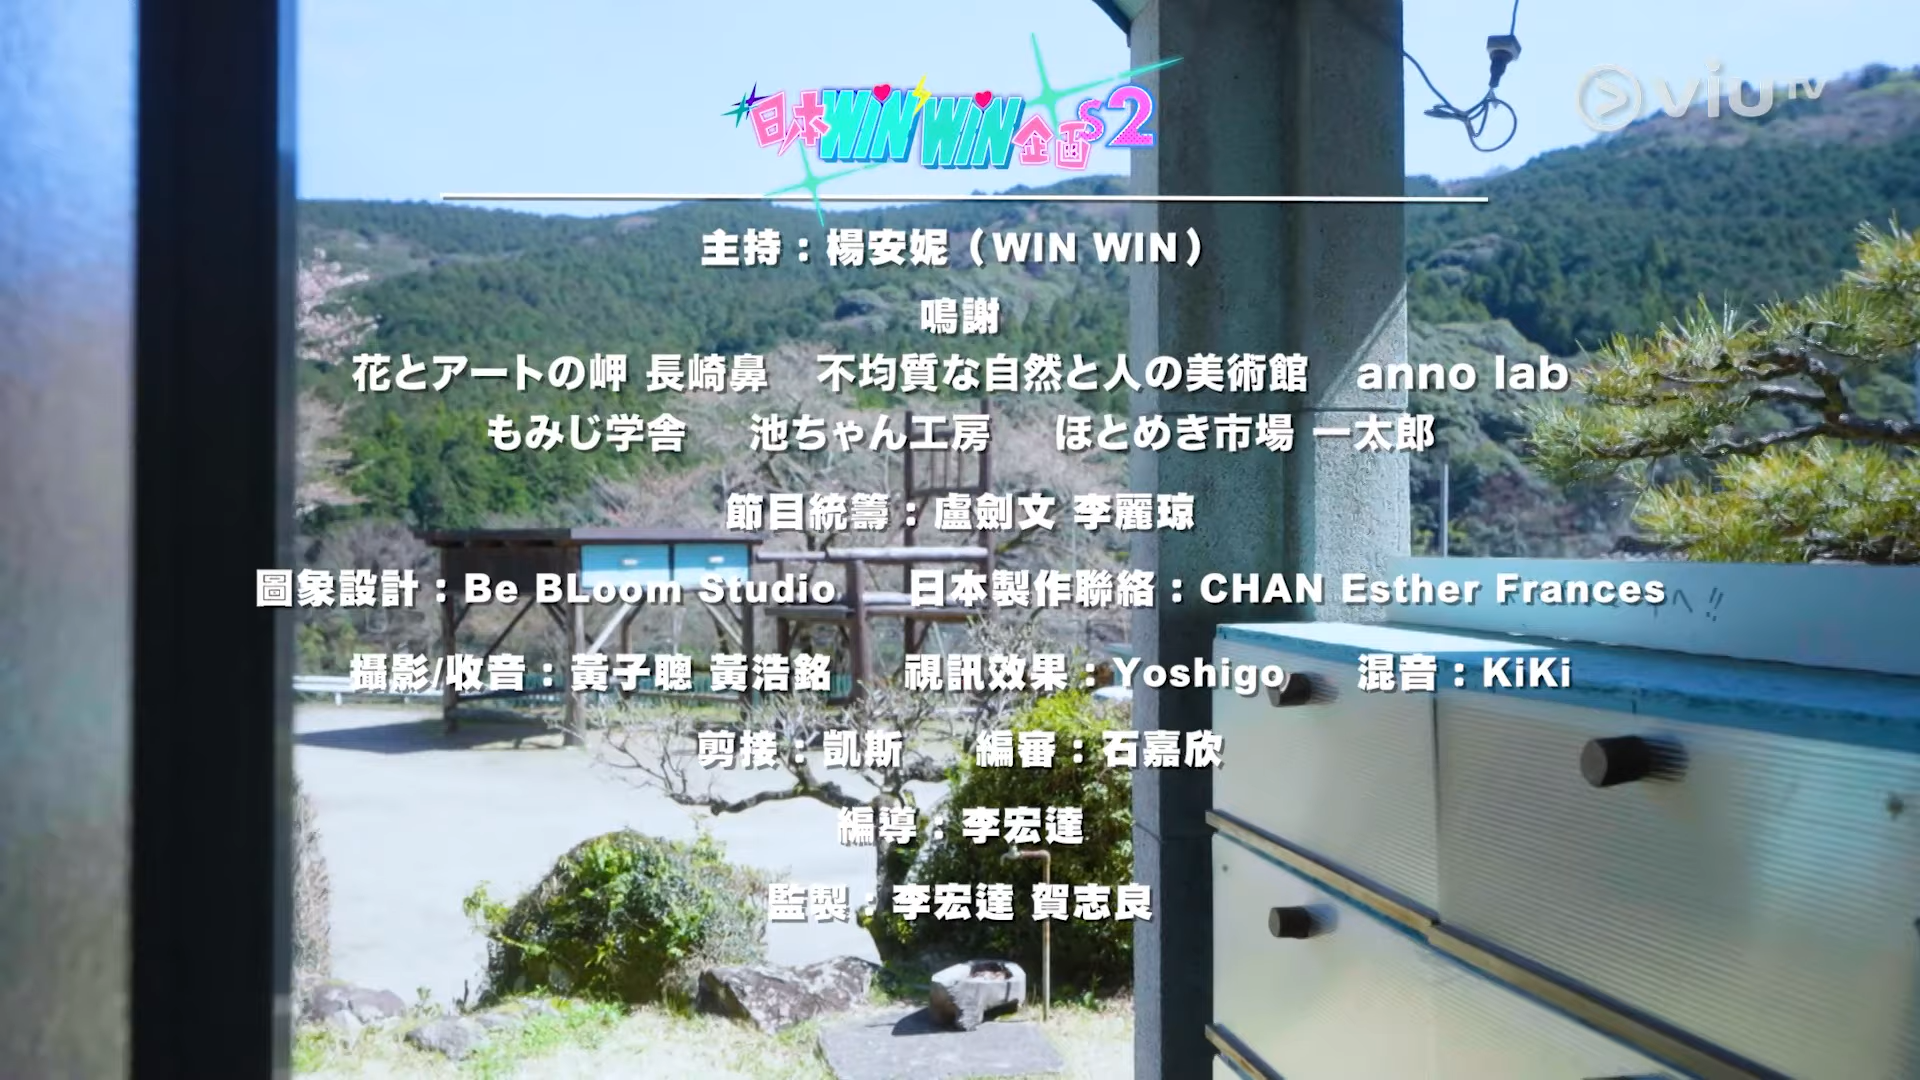 日本WIN WIN企画S2
viuTV
主持：楊安妮（WIN WIN）
鳴謝
花とアートの岬 長崎鼻　不均質な自然と人の美術館　anno lab
もみじ学舎　池ちゃん工房　ほとめき市場 一太郎
節目統籌：盧劍文 李麗琼
圖象設計：Be BLoom Studio　日本製作聯絡：CHAN Esther Frances
攝影/收音：黃子聰 黃浩銘　視訊效果：Yoshigo　混音：KiKi
剪接：凱斯　編審：石嘉欣
編導：李宏達
監製：李宏達 賀志良